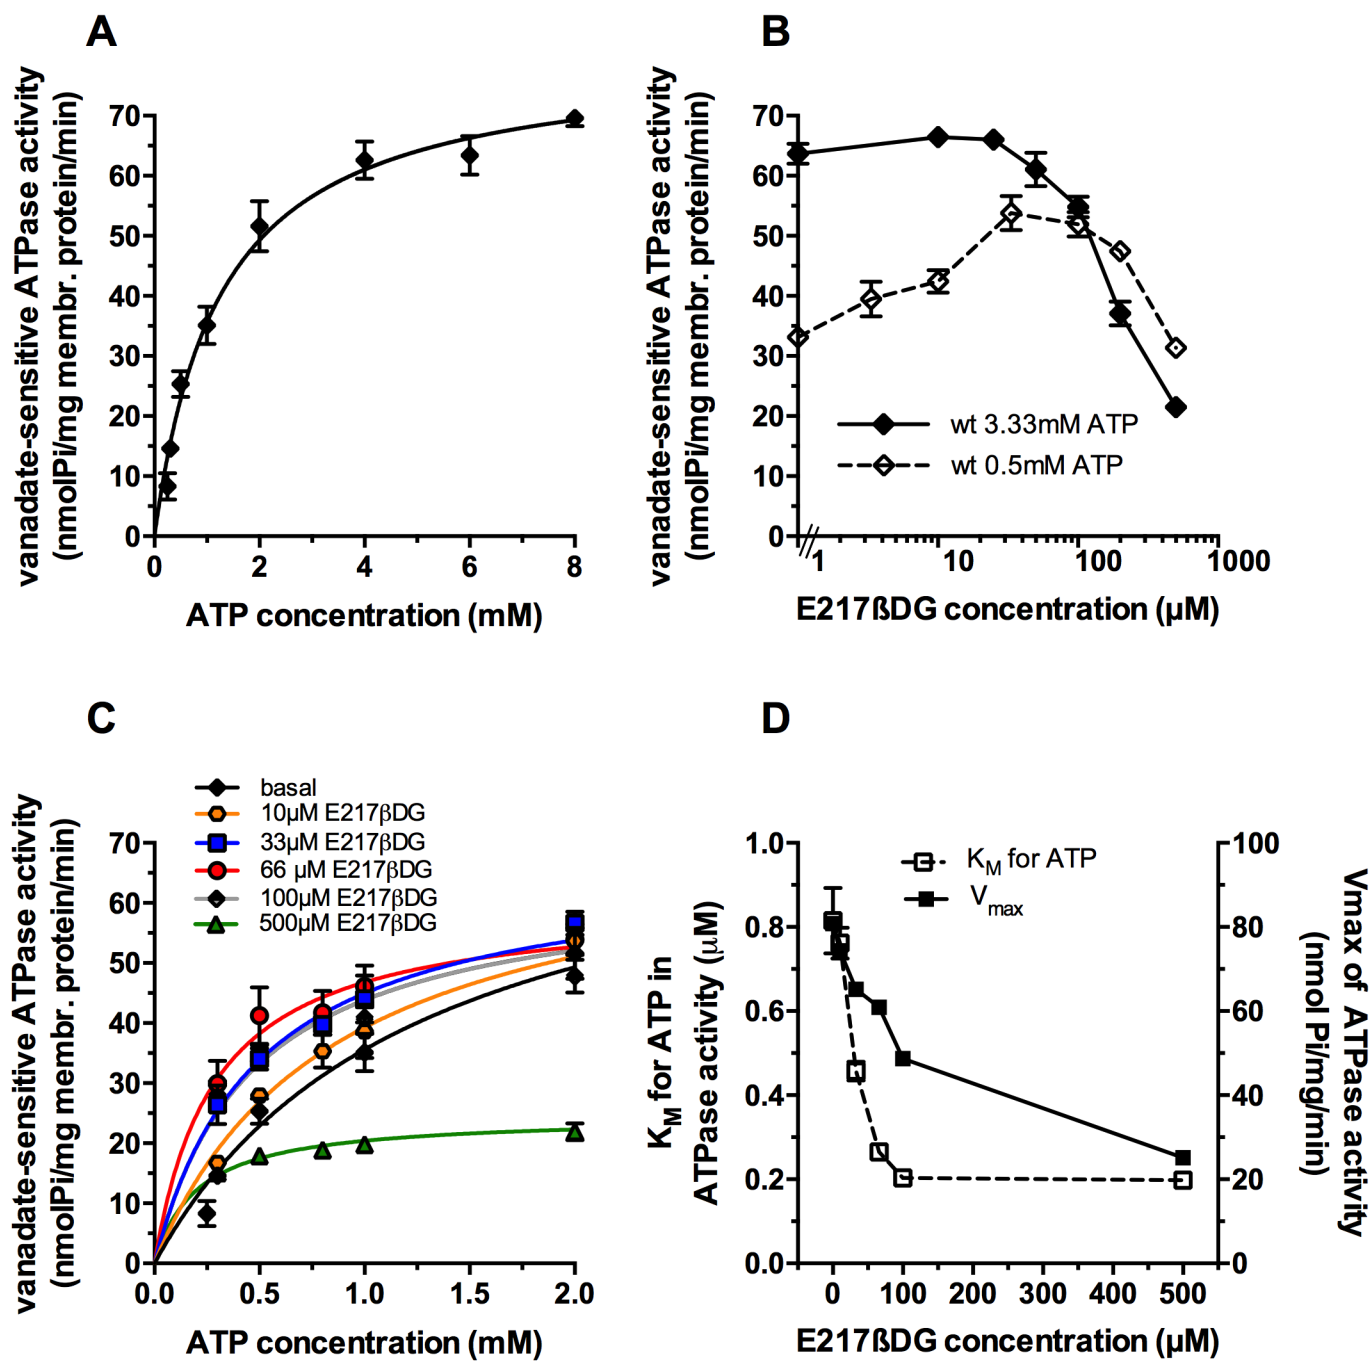 A
vanadate-sensitive ATPase activity
(nmolPi/mg membr. protein/min)
70
60
50
40
30
20
10
0
0 2 4 6 8
ATP concentration (mM)
B
vanadate-sensitive ATPase activity
(nmolPi/mg membr. protein/min)
70
60
50
40
30
20
10
0
wt 3.33mM ATP
wt 0.5mM ATP
1 10 100 1000
E217ßDG concentration (µM)
C
basal
10µM E217βDG
33µM E217βDG
66 µM E217βDG
100µM E217βDG
500µM E217βDG
vanadate-sensitive ATPase activity
(nmolPi/mg membr. protein/min)
70
60
50
40
30
20
10
0
0.0 0.5 1.0 1.5 2.0
ATP concentration (mM)
D
K_M for ATP in
ATPase activity (µM)
1.0
0.8
0.6
0.4
0.2
0.0
K_M for ATP
V_max
100
80
60
40
20
0
Vmax of ATPase activity
(nmol Pi/mg/min)
0 100 200 300 400 500
E217ßDG concentration (µM)